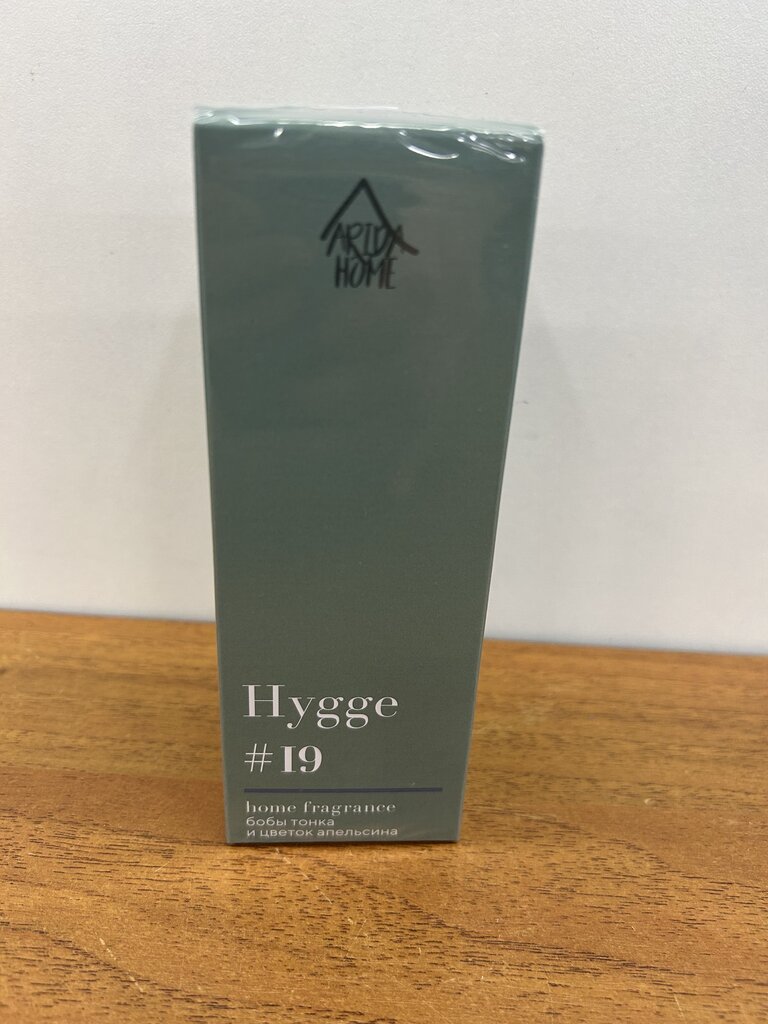 ARIDA
HOME
Hygge
#19
home fragrance
бобы тонка
и цветок апельсина